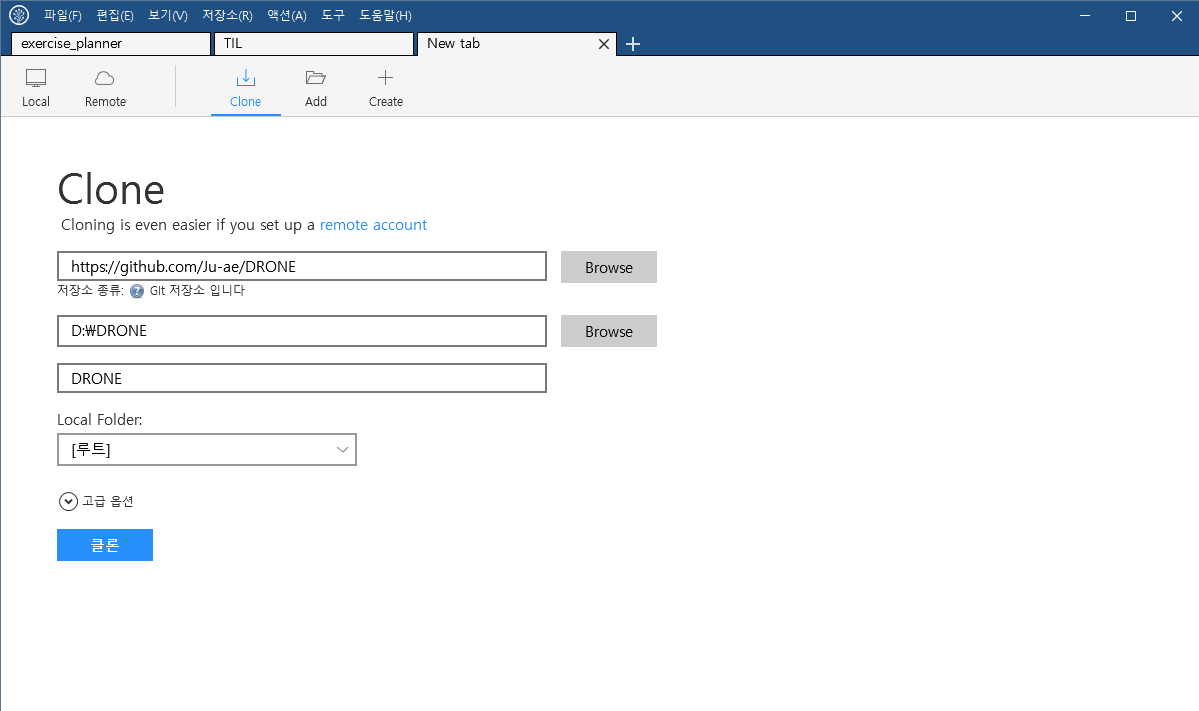 파일(F) 편집(E) 보기(V) 저장소(R) 액션(A) 도구 도움말(H)
exercise_planner TIL New tab
Local Remote Clone Add Create
Clone
Cloning is even easier if you set up a remote account
https://github.com/Ju-ae/DRONE Browse
저장소 종류: ? Git 저장소 입니다
D:₩DRONE Browse
DRONE
Local Folder:
[루트]
고급 옵션
클론